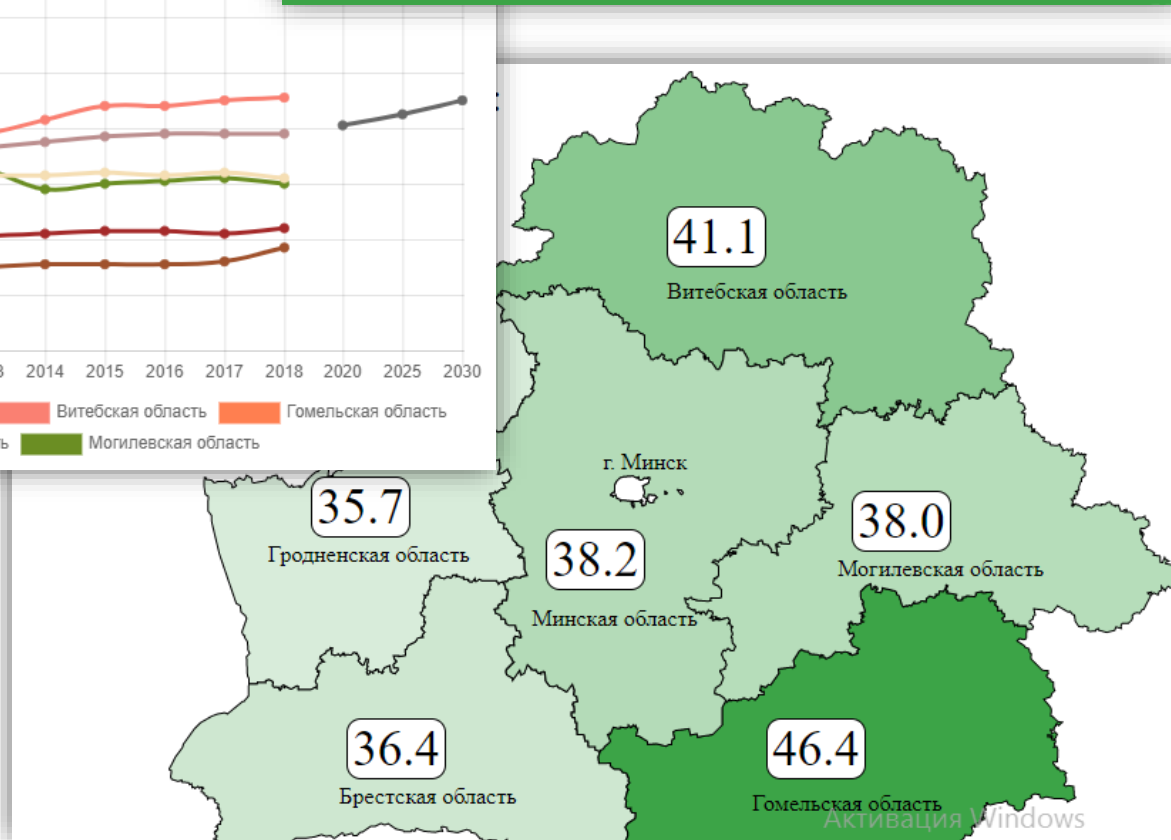 :
3 2014 2015 2016 2017 2018 2020 2025 2030
Витебская область Гомельская область
ь Могилевская область
41.1
Витебская область
г. Минск
35.7
Гродненская область
38.2
Минская область
38.0
Могилевская область
36.4
Брестская область
46.4
Гомельская область
Активация Windows